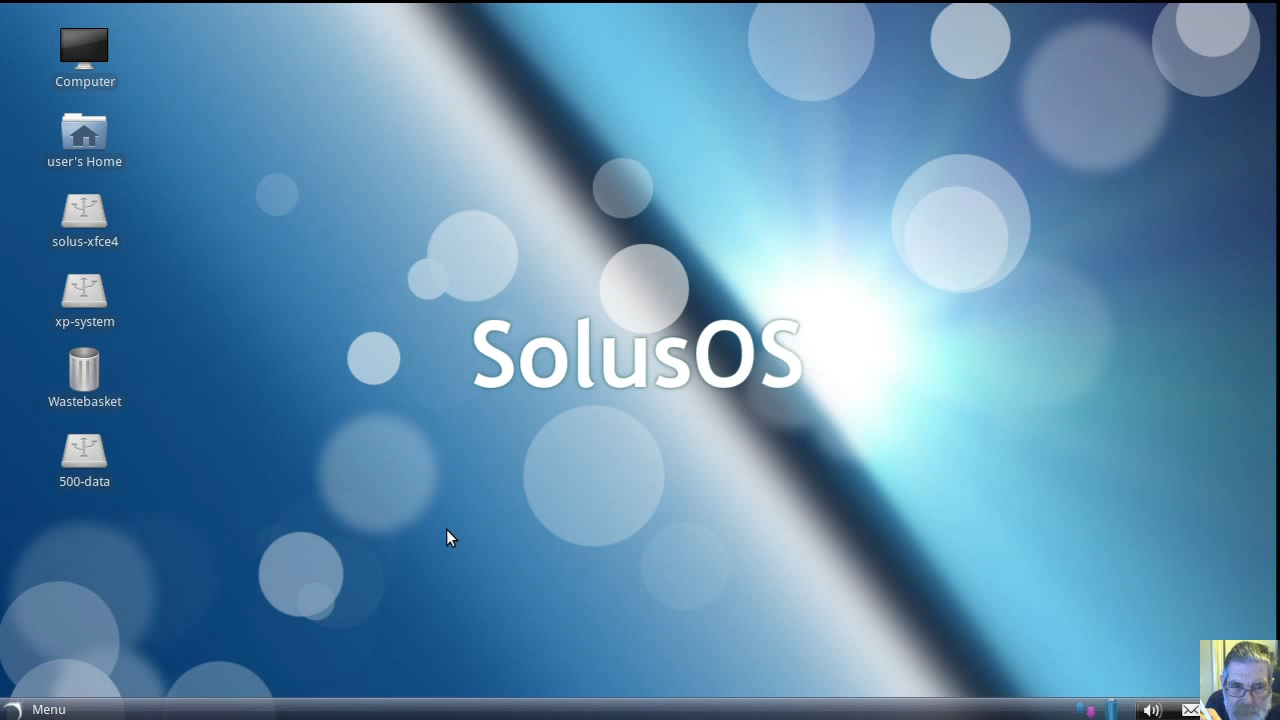 Computer
user's Home
solus-xfce4
xp-system
Wastebasket
500-data
SolusOS
Menu